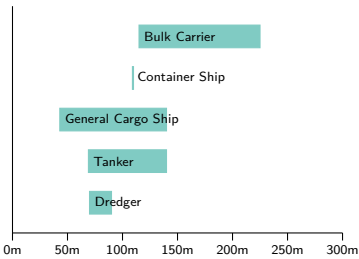 Bulk Carrier
Container Ship
General Cargo Ship
Tanker
Dredger
0m 50m 100m 150m 200m 250m 300m